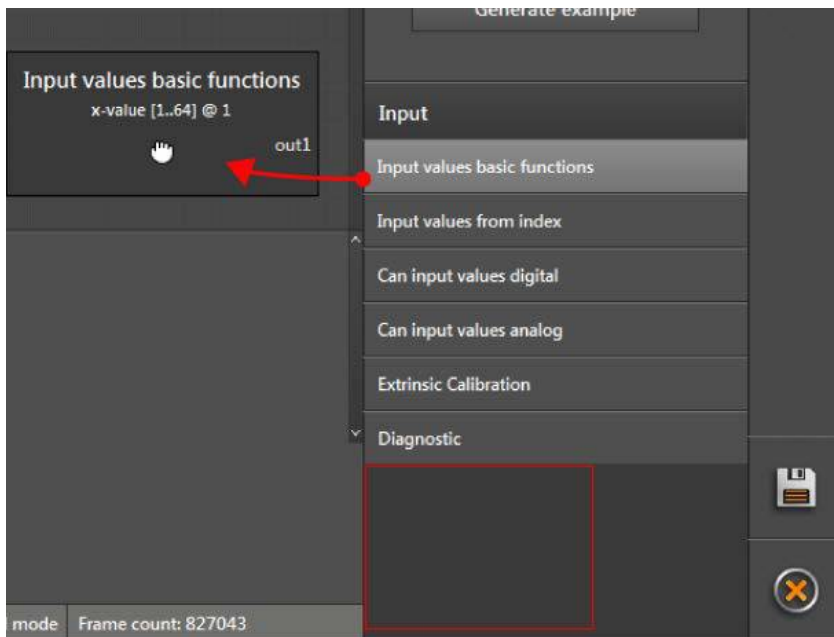 Generate example
Input values basic functions
x-value [1..64] @ 1
out1
Input
Input values basic functions
Input values from index
Can input values digital
Can input values analog
Extrinsic Calibration
Diagnostic
mode
Frame count: 827043